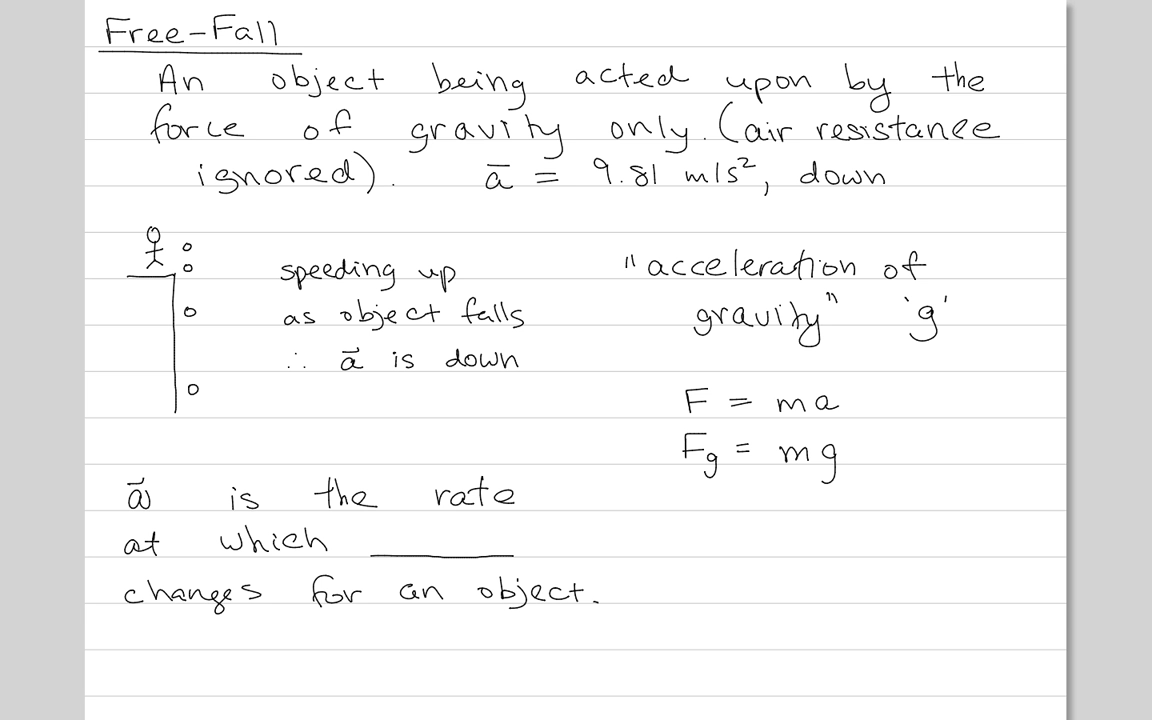 Free-Fall
An object being acted upon by the
force of gravity only. (air resistance
ignored). a⃗ = 9.81 m/s², down
speeding up
as object falls
∴ a⃗ is down
"acceleration of
gravity" 'g'
F = ma
Fg = mg
a⃗ is the rate
at which ______
changes for an object.